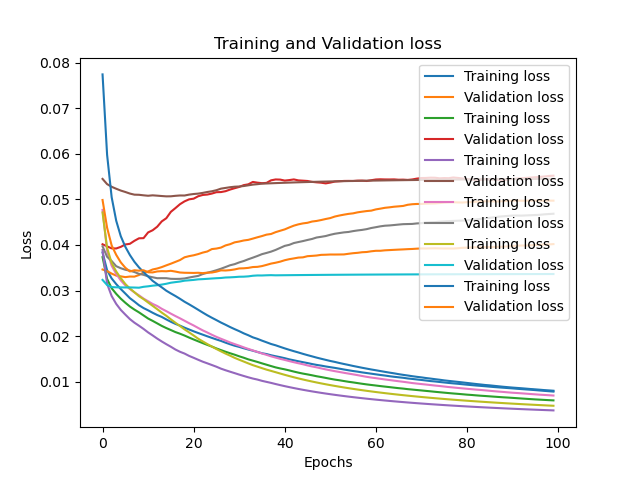 Training and Validation loss
0.08
0.07
0.06
0.05
0.04
0.03
0.02
0.01
Loss
Training loss
Validation loss
Training loss
Validation loss
Training loss
Validation loss
Training loss
Validation loss
Training loss
Validation loss
Training loss
Validation loss
0 20 40 60 80 100
Epochs